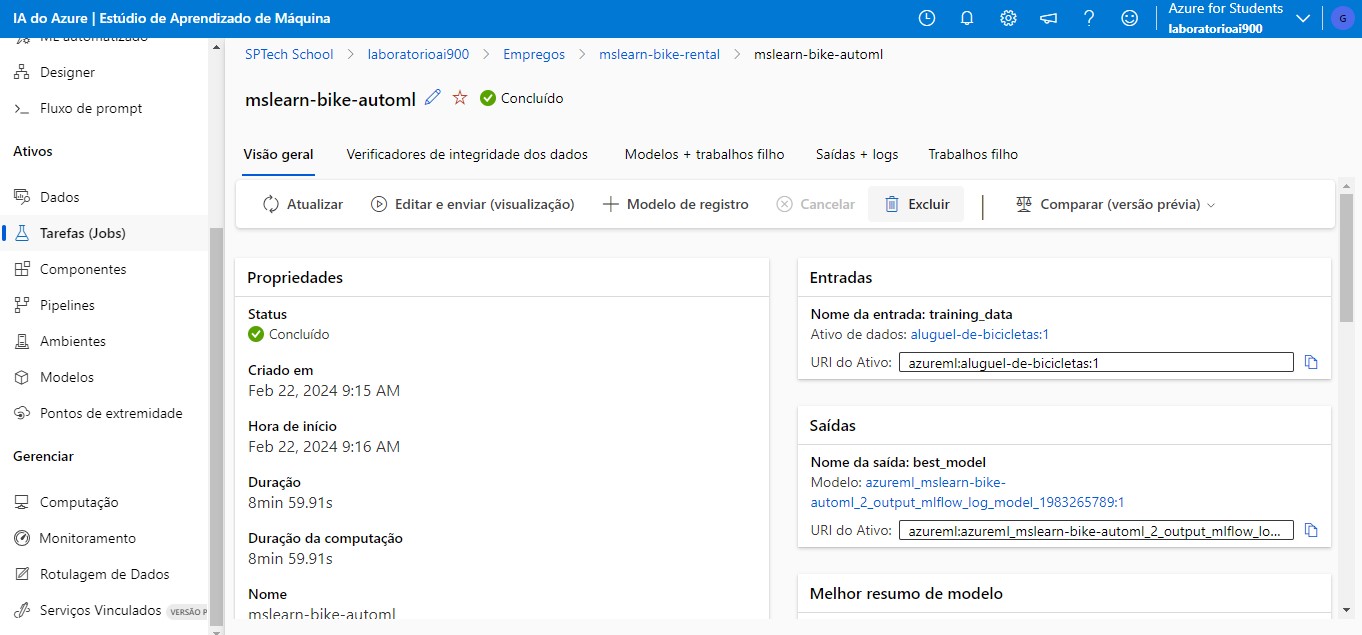 IA do Azure | Estúdio de Aprendizado de Máquina
Azure for Students
laboratorioai900
G
ML automatizado
Designer
Fluxo de prompt
Ativos
Dados
Tarefas (Jobs)
Componentes
Pipelines
Ambientes
Modelos
Pontos de extremidade
Gerenciar
Computação
Monitoramento
Rotulagem de Dados
Serviços Vinculados VERSÃO P
SPTech School > laboratorioai900 > Empregos > mslearn-bike-rental > mslearn-bike-automl
mslearn-bike-automl Concluído
Visão geral Verificadores de integridade dos dados Modelos + trabalhos filho Saídas + logs Trabalhos filho
Atualizar Editar e enviar (visualização) Modelo de registro Cancelar Excluir | Comparar (versão prévia)
Propriedades
Status
Concluído
Criado em
Feb 22, 2024 9:15 AM
Hora de início
Feb 22, 2024 9:16 AM
Duração
8min 59.91s
Duração da computação
8min 59.91s
Nome
mslearn-bike-automl
Entradas
Nome da entrada: training_data
Ativo de dados: aluguel-de-bicicletas:1
URI do Ativo: azureml:aluguel-de-bicicletas:1
Saídas
Nome da saída: best_model
Modelo: azureml_mslearn-bike-
automl_2_output_mlflow_log_model_1983265789:1
URI do Ativo: azureml:azureml_mslearn-bike-automl_2_output_mlflow_lo...
Melhor resumo de modelo